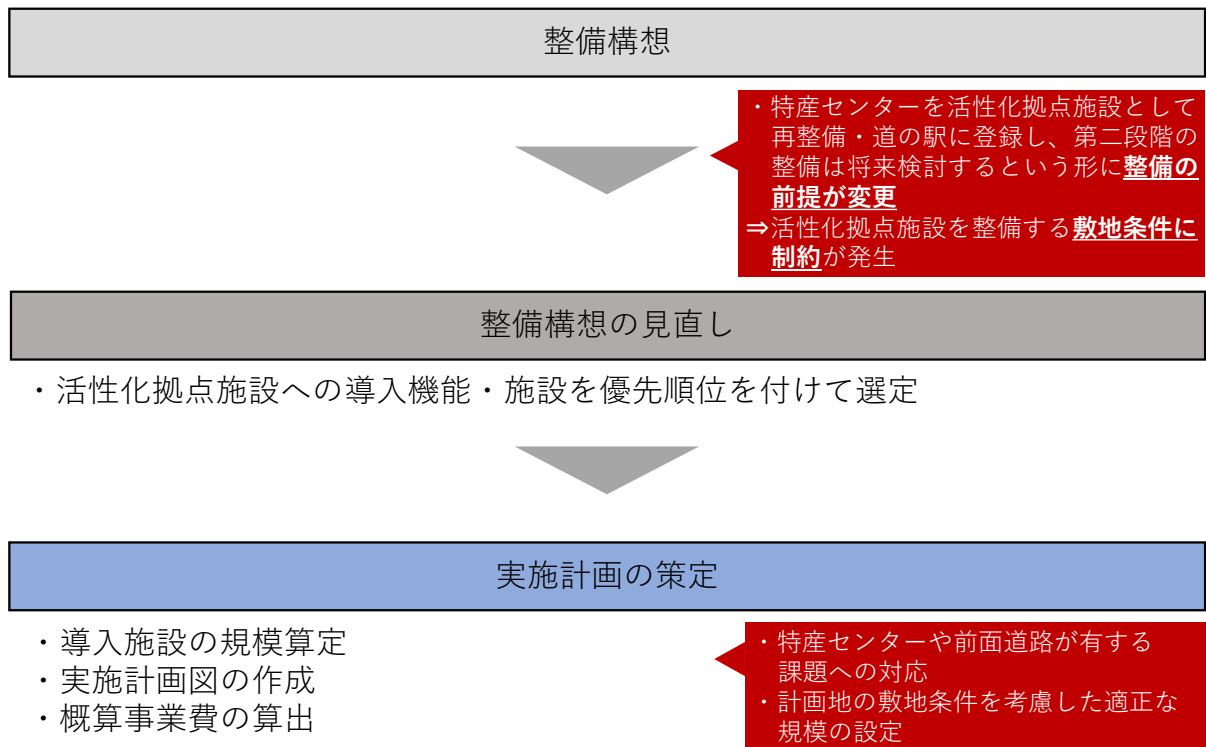 整備構想
・特産センターを活性化拠点施設として
再整備・道の駅に登録し、第二段階の
整備は将来検討するという形に整備の
前提が変更
⇒活性化拠点施設を整備する敷地条件に
制約が発生
整備構想の見直し
・活性化拠点施設への導入機能・施設を優先順位を付けて選定
実施計画の策定
・導入施設の規模算定
・実施計画図の作成
・概算事業費の算出
・特産センターや前面道路が有する
課題への対応
・計画地の敷地条件を考慮した適正な
規模の設定